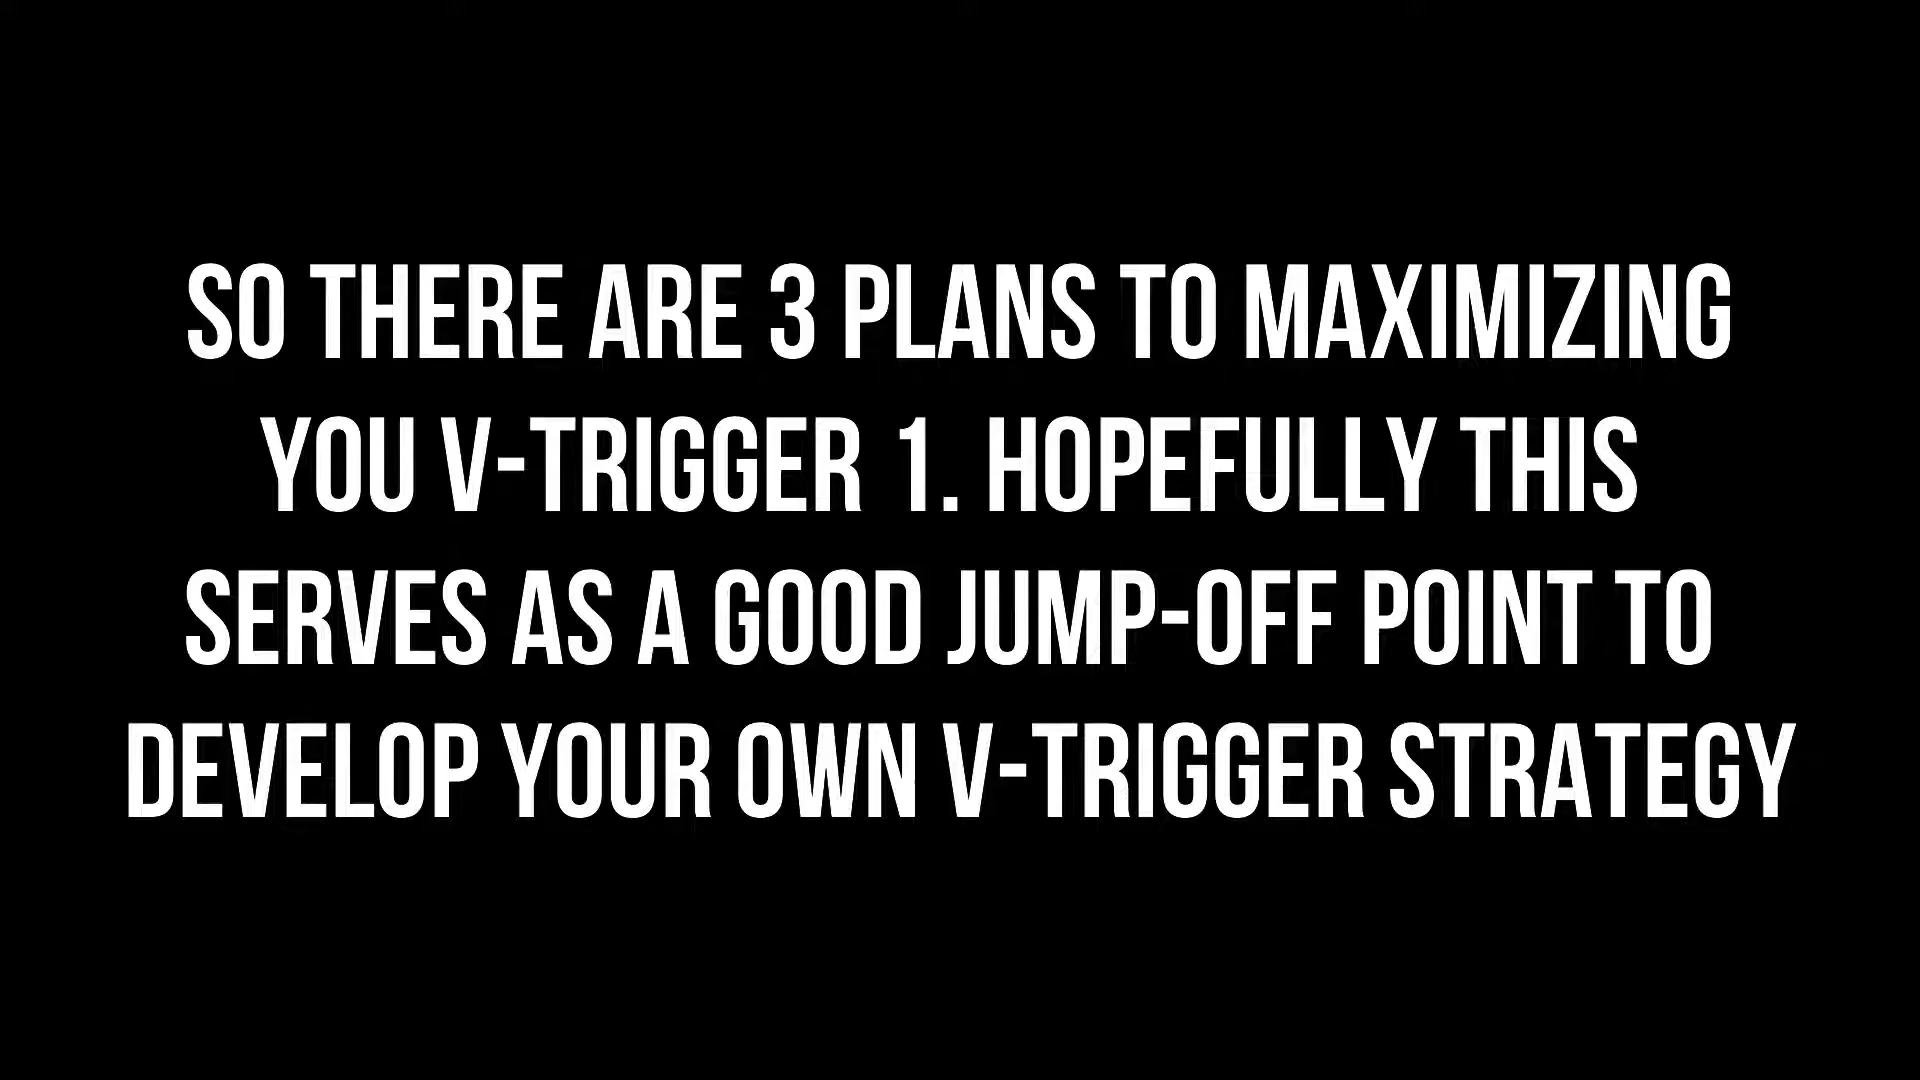 SO THERE ARE 3 PLANS TO MAXIMIZING
YOU V-TRIGGER 1. HOPEFULLY THIS
SERVES AS A GOOD JUMP-OFF POINT TO
DEVELOP YOUR OWN V-TRIGGER STRATEGY